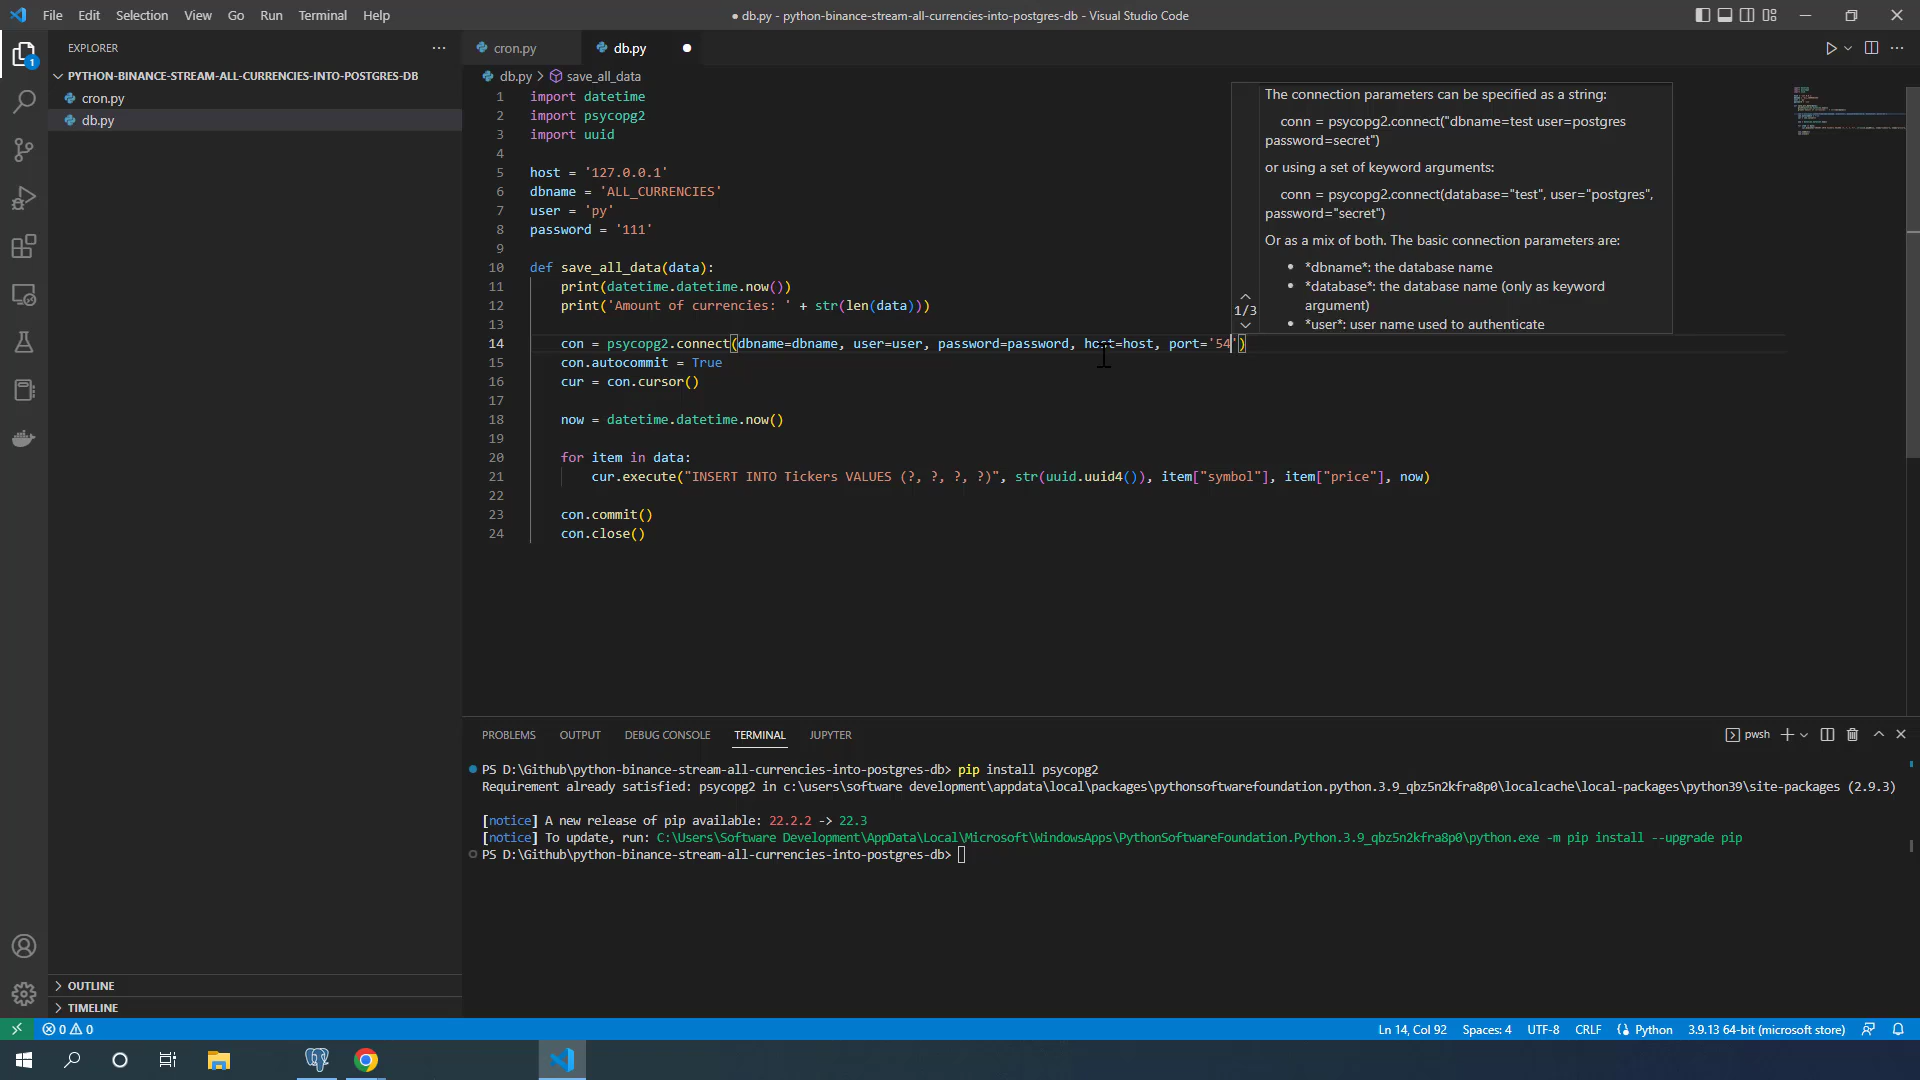 File Edit Selection View Go Run Terminal Help
● db.py - python-binance-stream-all-currencies-into-postgres-db - Visual Studio Code
EXPLORER
1
PYTHON-BINANCE-STREAM-ALL-CURRENCIES-INTO-POSTGRES-DB
cron.py
db.py
OUTLINE
TIMELINE
cron.py
db.py
db.py > save_all_data
1 import datetime
2 import psycopg2
3 import uuid
4
5 host = '127.0.0.1'
6 dbname = 'ALL_CURRENCIES'
7 user = 'py'
8 password = '111'
9
10 def save_all_data(data):
11 print(datetime.datetime.now())
12 print('Amount of currencies: ' + str(len(data)))
13
14 con = psycopg2.connect(dbname=dbname, user=user, password=password, host=host, port='54')
15 con.autocommit = True
16 cur = con.cursor()
17
18 now = datetime.datetime.now()
19
20 for item in data:
21 cur.execute("INSERT INTO Tickers VALUES (?, ?, ?, ?)", str(uuid.uuid4()), item["symbol"], item["price"], now)
22
23 con.commit()
24 con.close()
1/3
The connection parameters can be specified as a string:
conn = psycopg2.connect("dbname=test user=postgres
password=secret")
or using a set of keyword arguments:
conn = psycopg2.connect(database="test", user="postgres",
password="secret")
Or as a mix of both. The basic connection parameters are:
• *dbname*: the database name
• *database*: the database name (only as keyword
argument)
• *user*: user name used to authenticate
PROBLEMS OUTPUT DEBUG CONSOLE TERMINAL JUPYTER
pwsh
PS D:\Github\python-binance-stream-all-currencies-into-postgres-db> pip install psycopg2
Requirement already satisfied: psycopg2 in c:\users\software development\appdata\local\packages\pythonsoftwarefoundation.python.3.9_qbz5n2kfra8p0\localcache\local-packages\python39\site-packages (2.9.3)
[notice] A new release of pip available: 22.2.2 -> 22.3
[notice] To update, run: C:\Users\Software Development\AppData\Local\Microsoft\WindowsApps\PythonSoftwareFoundation.Python.3.9_qbz5n2kfra8p0\python.exe -m pip install --upgrade pip
PS D:\Github\python-binance-stream-all-currencies-into-postgres-db>
0 0
Ln 14, Col 92 Spaces: 4 UTF-8 CRLF Python 3.9.13 64-bit (microsoft store)